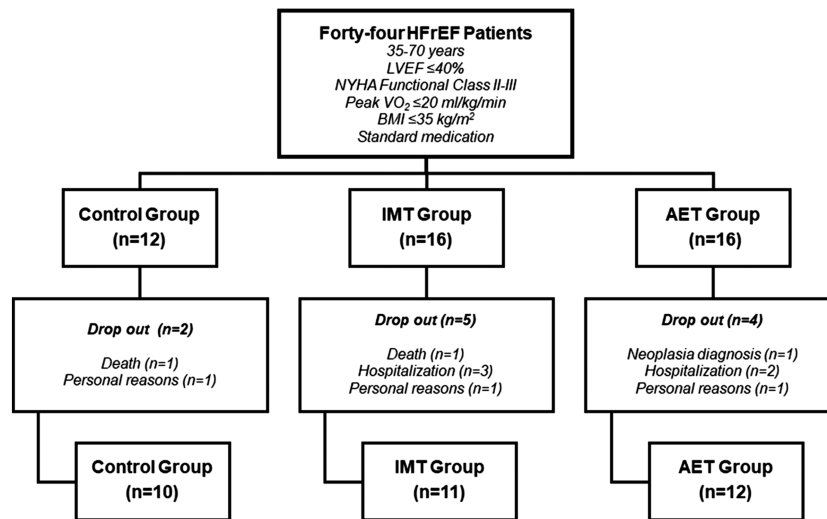 Forty-four HFrEF Patients
35-70 years
LVEF ≤40%
NYHA Functional Class II-III
Peak VO₂ ≤20 ml/kg/min
BMI ≤35 kg/m²
Standard medication
Control Group
(n=12)
IMT Group
(n=16)
AET Group
(n=16)
Drop out (n=2)
Death (n=1)
Personal reasons (n=1)
Drop out (n=5)
Death (n=1)
Hospitalization (n=3)
Personal reasons (n=1)
Drop out (n=4)
Neoplasia diagnosis (n=1)
Hospitalization (n=2)
Personal reasons (n=1)
Control Group
(n=10)
IMT Group
(n=11)
AET Group
(n=12)